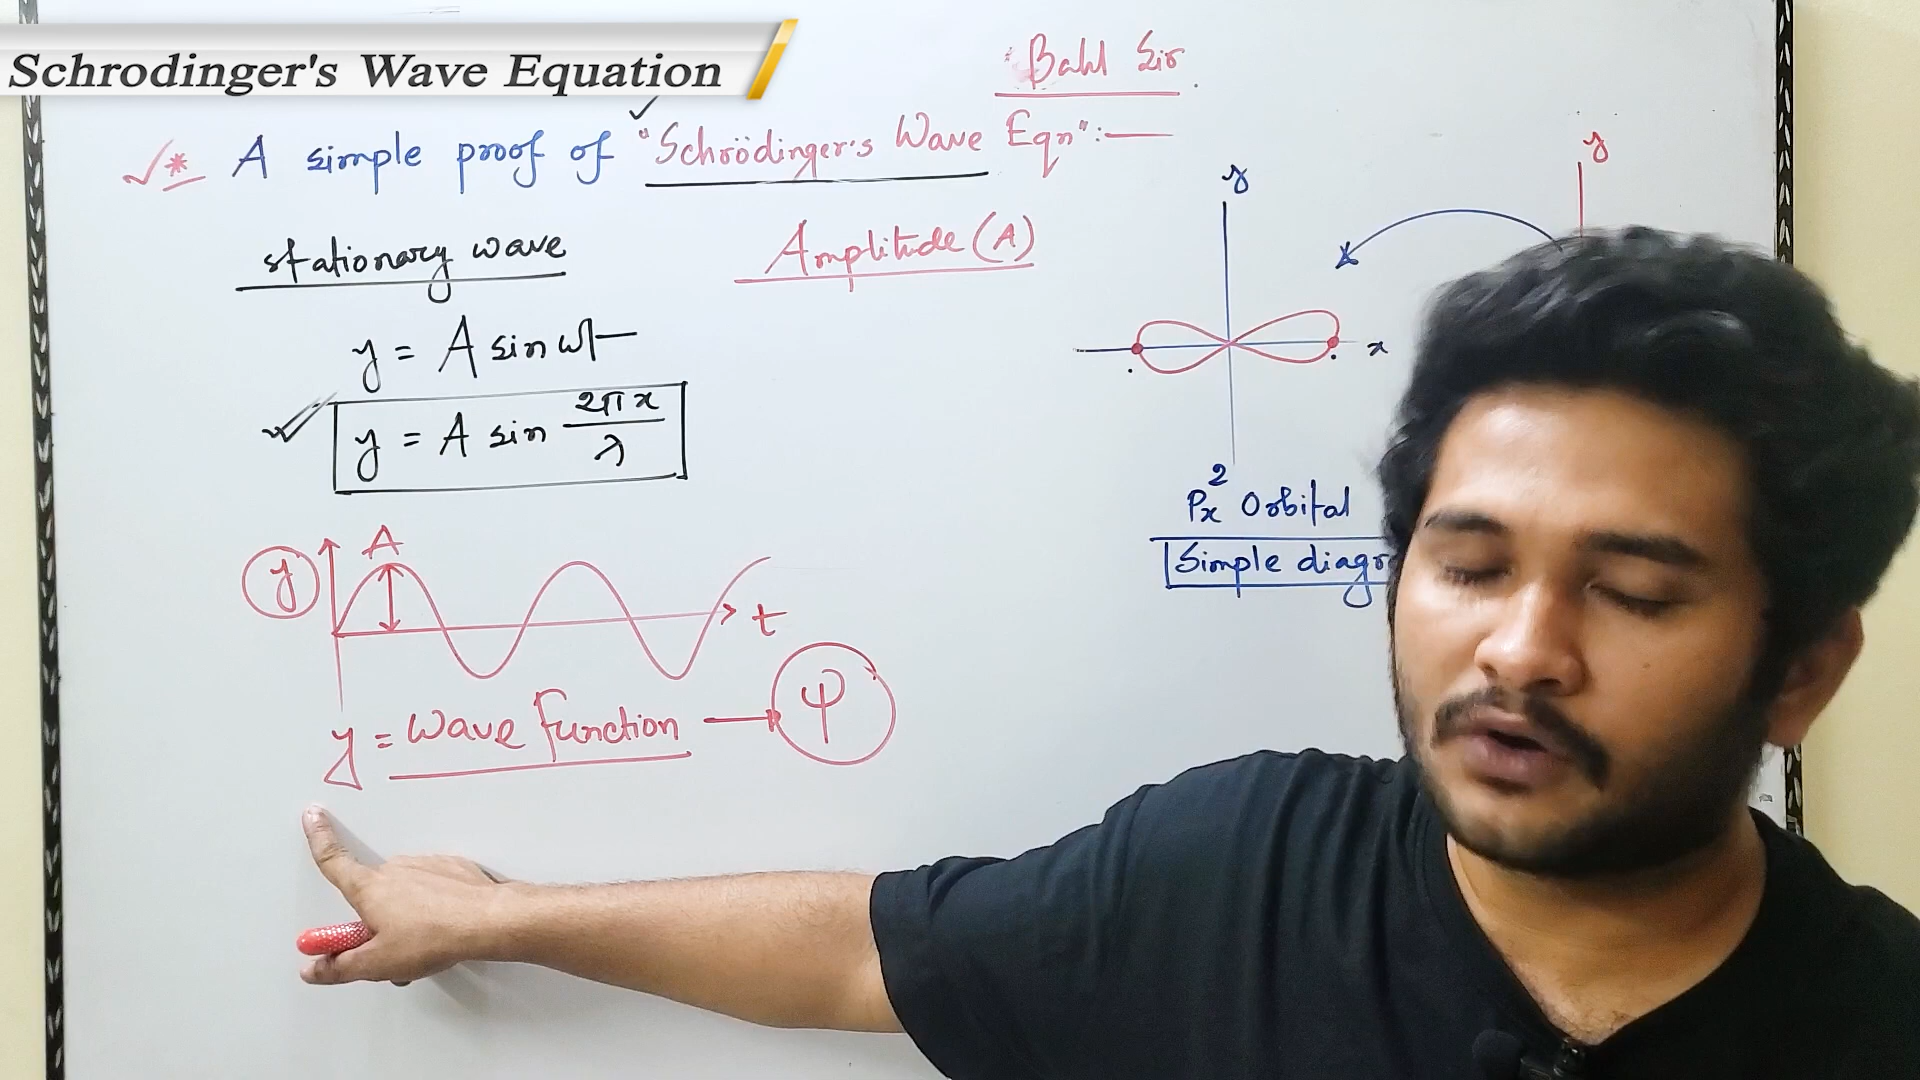 Schrodinger's Wave Equation
Bahl Sir
* A simple proof of "Schrödinger's Wave Eqn":-
stationary wave
Amplitude (A)
y = A sin ωt
y = A sin 2πx/λ
y
A
t
y = Wave Function → ψ
y
x
Px² Orbital
Simple diagr
y